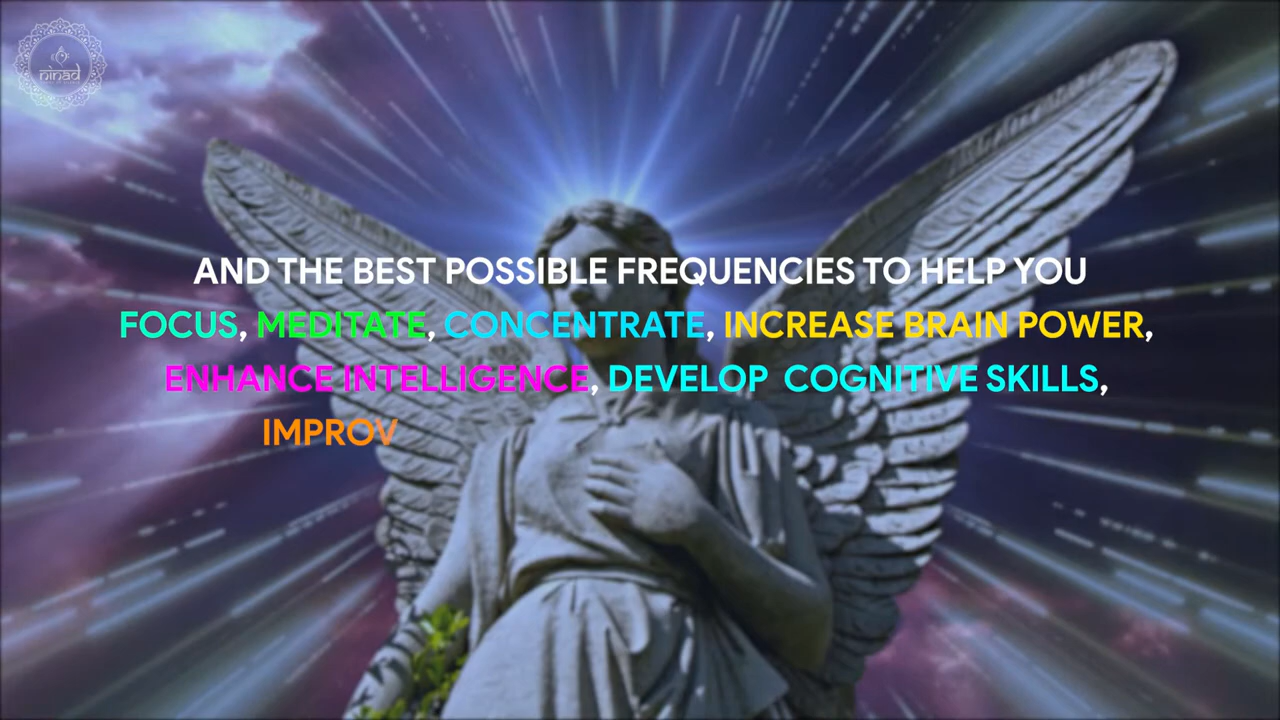 ninad
AND THE BEST POSSIBLE FREQUENCIES TO HELP YOU
FOCUS, MEDITATE, CONCENTRATE, INCREASE BRAIN POWER,
ENHANCE INTELLIGENCE, DEVELOP COGNITIVE SKILLS,
IMPROV